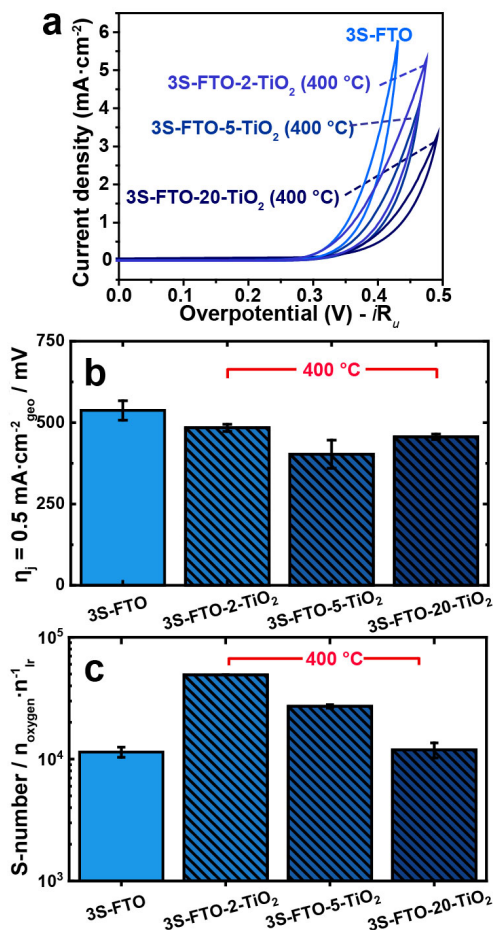 a
Current density (mA·cm⁻²)
6
5
4
3
2
1
0
3S-FTO
3S-FTO-2-TiO₂ (400 °C)
3S-FTO-5-TiO₂ (400 °C)
3S-FTO-20-TiO₂ (400 °C)
0.0 0.1 0.2 0.3 0.4 0.5
Overpotential (V) - iRᵤ
b
ηⱼ = 0.5 mA·cm⁻²geo / mV
750
500
250
0
400 °C
3S-FTO 3S-FTO-2-TiO₂ 3S-FTO-5-TiO₂ 3S-FTO-20-TiO₂
c
S-number / n oxygen·n⁻¹ Ir
10⁵
10⁴
10³
400 °C
3S-FTO 3S-FTO-2-TiO₂ 3S-FTO-5-TiO₂ 3S-FTO-20-TiO₂